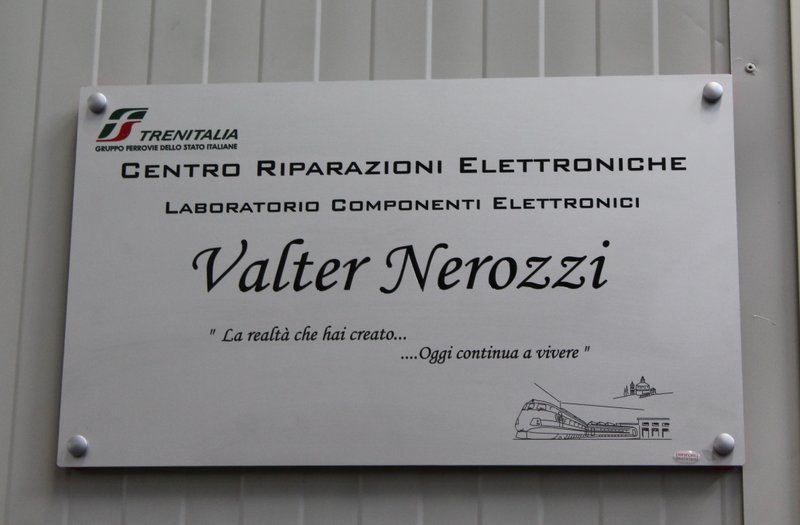 TRENITALIA
GRUPPO FERROVIE DELLO STATO ITALIANE
CENTRO RIPARAZIONI ELETTRONICHE
LABORATORIO COMPONENTI ELETTRONICI
Valter Nerozzi
" La realtà che hai creato...
....Oggi continua a vivere "